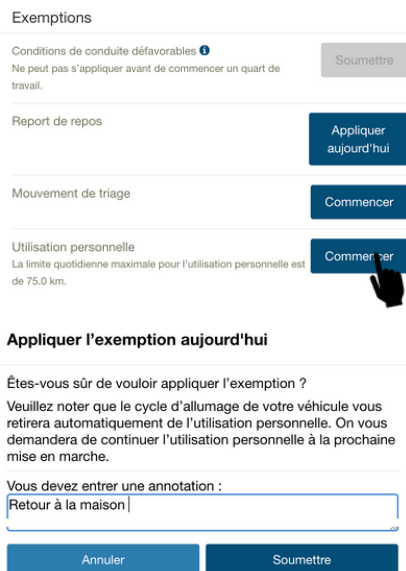 Exemptions
Conditions de conduite défavorables
Ne peut pas s'appliquer avant de commencer un quart de
travail.
Soumettre
Report de repos
Appliquer
aujourd'hui
Mouvement de triage
Commencer
Utilisation personnelle
La limite quotidienne maximale pour l'utilisation personnelle est
de 75.0 km.
Commencer
Appliquer l'exemption aujourd'hui
Êtes-vous sûr de vouloir appliquer l'exemption ?
Veuillez noter que le cycle d'allumage de votre véhicule vous
retirera automatiquement de l'utilisation personnelle. On vous
demandera de continuer l'utilisation personnelle à la prochaine
mise en marche.
Vous devez entrer une annotation :
Retour à la maison
Annuler
Soumettre